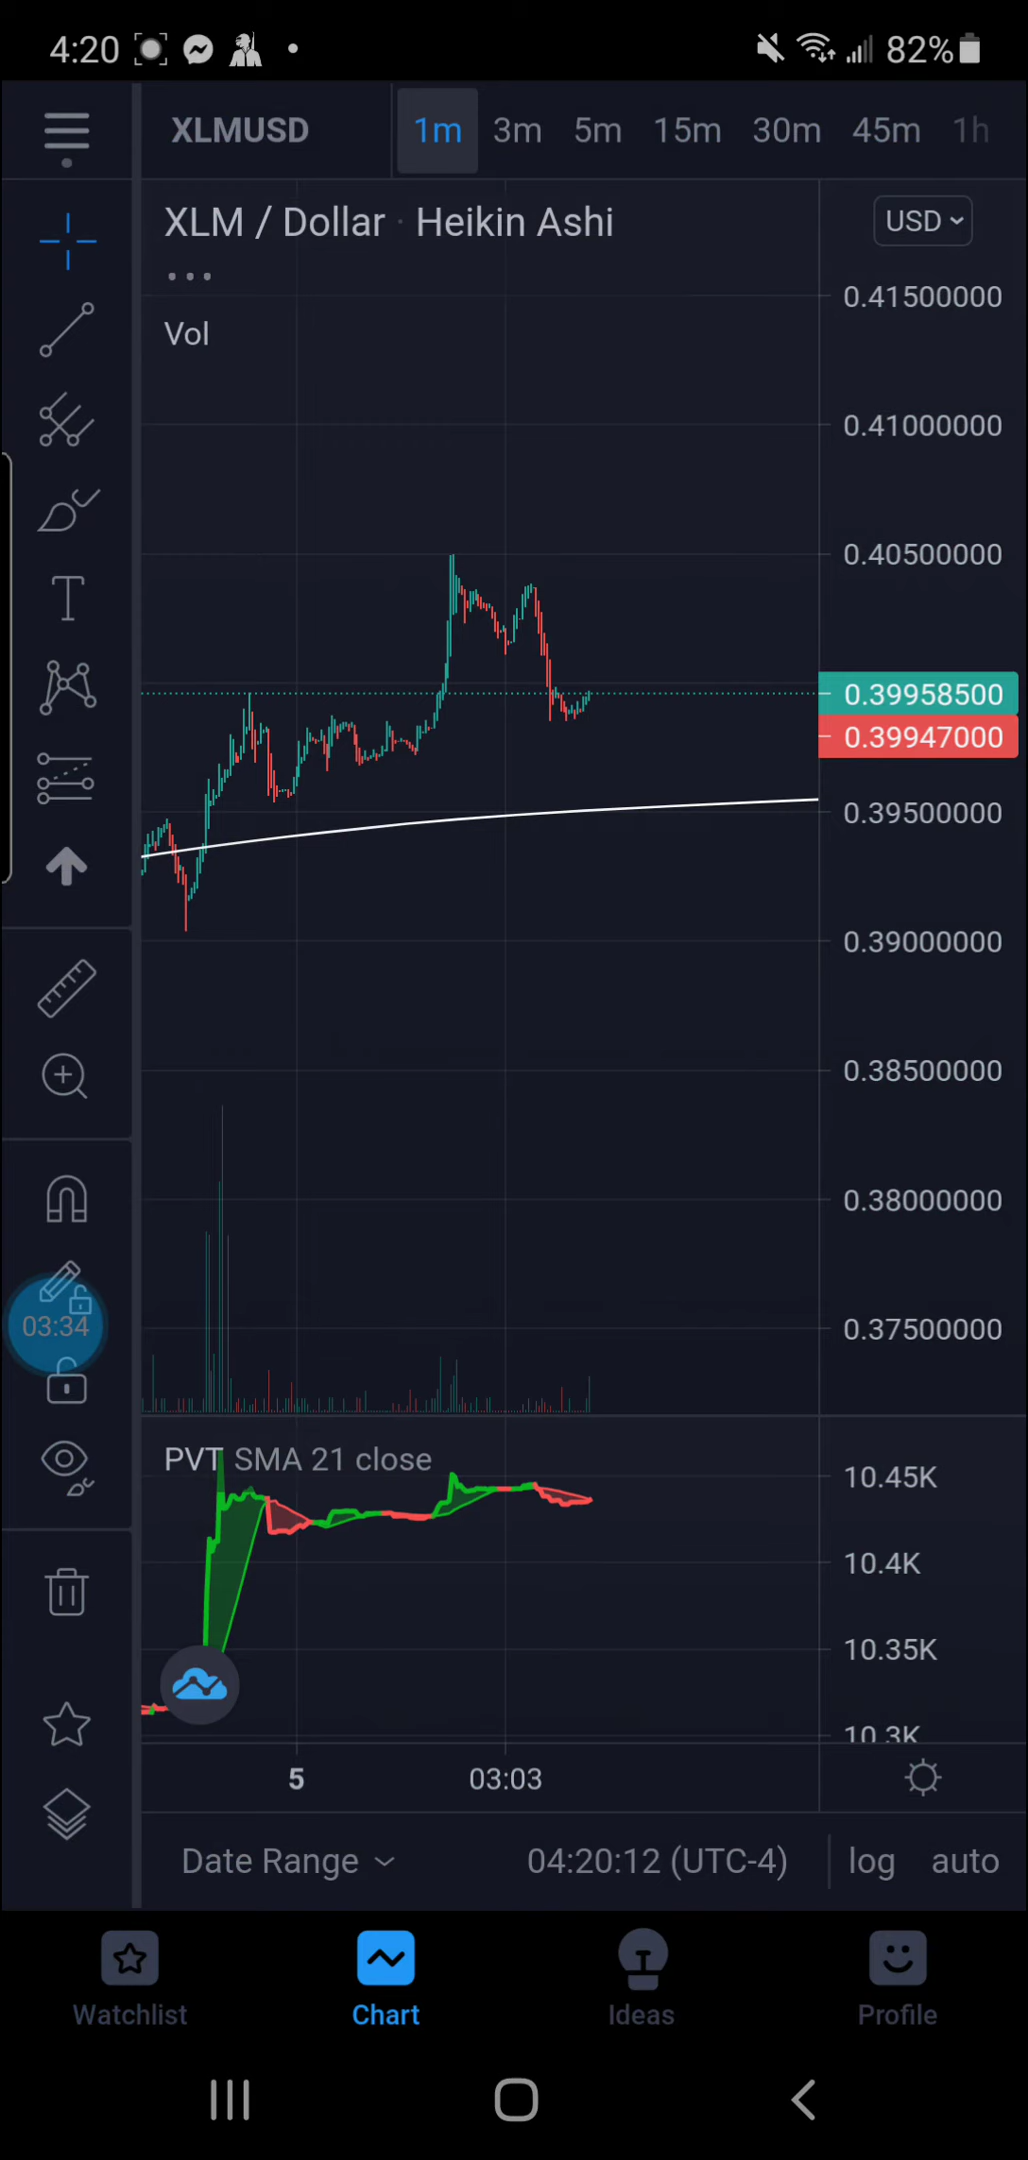 4:20
82%
XLMUSD
1m 3m 5m 15m 30m 45m 1h
XLM / Dollar · Heikin Ashi
USD
Vol
0.41500000
0.41000000
0.40500000
0.39958500
0.39947000
0.39500000
0.39000000
0.38500000
0.38000000
0.37500000
03:34
PVT SMA 21 close
10.45K
10.4K
10.35K
10.3K
5 03:03
Date Range 04:20:12 (UTC-4) log auto
Watchlist Chart Ideas Profile